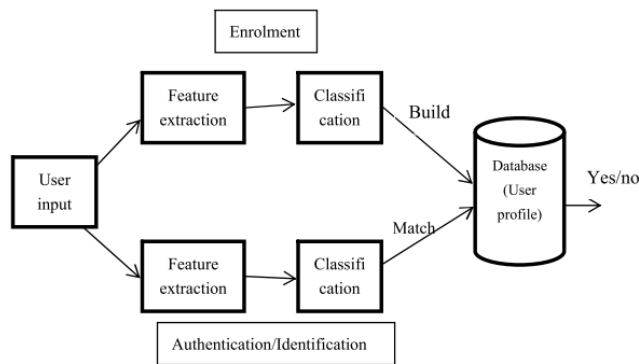 Enrolment
Feature
extraction
Classifi
cation
Build
User
input
Database
(User
profile)
Yes/no
Match
Feature
extraction
Classifi
cation
Authentication/Identification